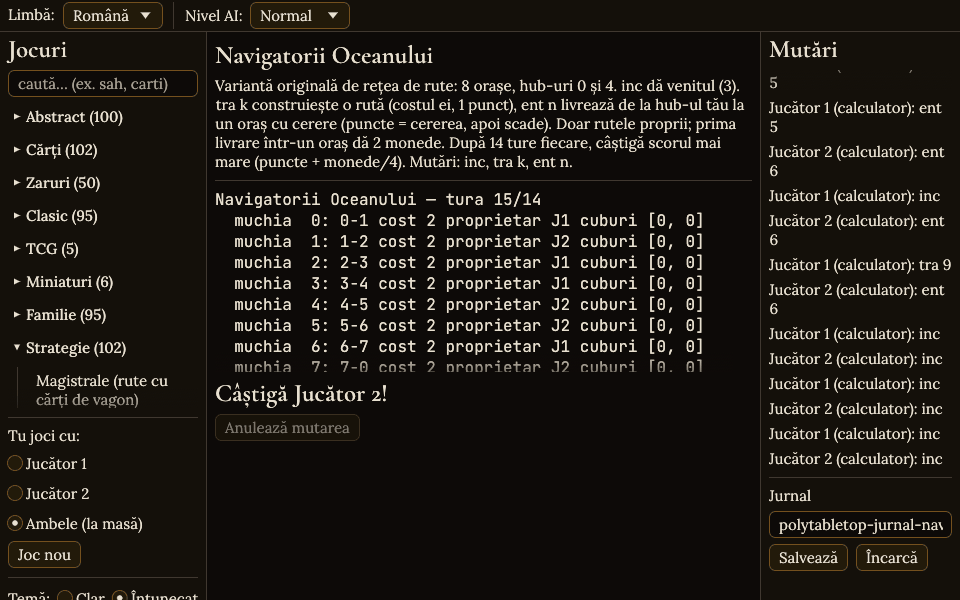 Limbă: Română Nivel AI: Normal
Jocuri
caută... (ex. sah, carti)
Abstract (100)
Cărți (102)
Zaruri (50)
Clasic (95)
TCG (5)
Miniaturi (6)
Familie (95)
Strategie (102)
Magistrale (rute cu
cărți de vagon)
Tu joci cu:
Jucător 1
Jucător 2
Ambele (la masă)
Joc nou
Temă: Clar Întunecat
Navigatorii Oceanului
Variantă originală de rețea de rute: 8 orașe, hub-uri 0 și 4. inc dă venitul (3).
tra k construiește o rută (costul ei, 1 punct), ent n livrează de la hub-ul tău la
un oraș cu cerere (puncte = cererea, apoi scade). Doar rutele proprii; prima
livrare într-un oraș dă 2 monede. După 14 ture fiecare, câștigă scorul mai
mare (puncte + monede/4). Mutări: inc, tra k, ent n.
Navigatorii Oceanului — tura 15/14
muchia 0: 0-1 cost 2 proprietar J1 cuburi [0, 0]
muchia 1: 1-2 cost 2 proprietar J2 cuburi [0, 0]
muchia 2: 2-3 cost 2 proprietar J1 cuburi [0, 0]
muchia 3: 3-4 cost 2 proprietar J1 cuburi [0, 0]
muchia 4: 4-5 cost 2 proprietar J2 cuburi [0, 0]
muchia 5: 5-6 cost 2 proprietar J2 cuburi [0, 0]
muchia 6: 6-7 cost 2 proprietar J1 cuburi [0, 0]
muchia 7: 7-0 cost 2 proprietar J2 cuburi [0, 0]
Câștigă Jucător 2!
Anulează mutarea
Mutări
5
Jucător 1 (calculator): ent
5
Jucător 2 (calculator): ent
6
Jucător 1 (calculator): inc
Jucător 2 (calculator): ent
6
Jucător 1 (calculator): tra 9
Jucător 2 (calculator): ent
6
Jucător 1 (calculator): inc
Jucător 2 (calculator): inc
Jucător 1 (calculator): inc
Jucător 2 (calculator): inc
Jucător 1 (calculator): inc
Jucător 2 (calculator): inc
Jurnal
polytabletop-jurnal-nav
Salvează Încarcă